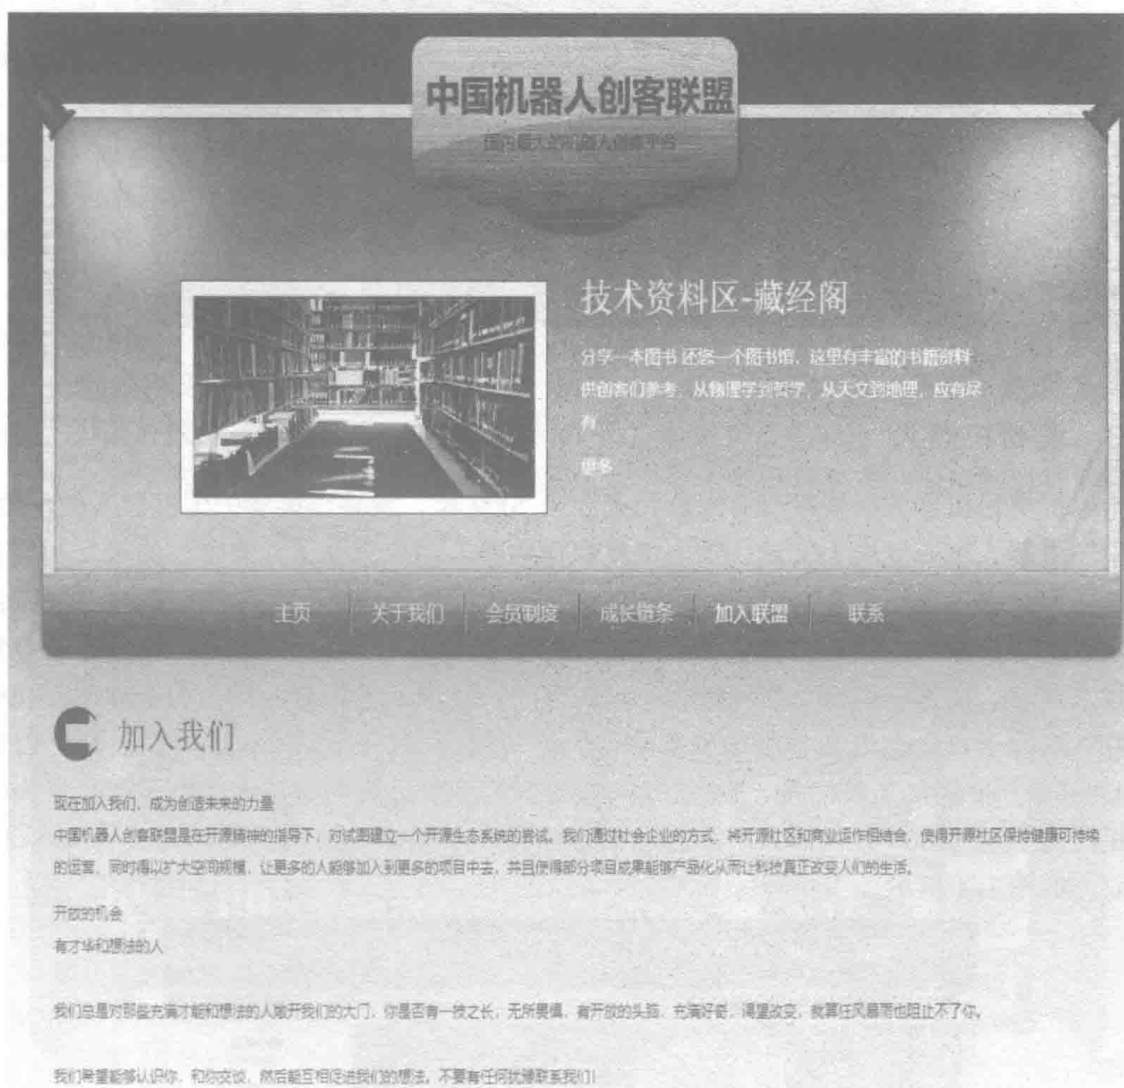 中国机器人创客联盟
国内最大的机器人创客平台
技术资料区-藏经阁
分享一本图书 还您一个图书馆，这里有丰富的书籍资料
供创客们参考，从物理学到哲学，从天文到地理，应有尽
有
更多
主页 关于我们 会员制度 成长链条 加入联盟 联系
加入我们
现在加入我们，成为创造未来的力量
中国机器人创客联盟是在开源精神的指导下，对试图建立一个开源生态系统的尝试。我们通过社会企业的方式，将开源社区和商业运作相结合，使得开源社区保持健康可持续
的运营，同时得以扩大空间规模，让更多的人能够加入到更多的项目中去，并且使得部分项目成果能够产品化从而让科技真正改变人们的生活。
开放的机会
有才华和想法的人
我们总是对那些充满才能和想法的人敞开我们的大门，你是否有一技之长，无所畏惧，有开放的头脑，充满好奇，渴望改变，就算狂风暴雨也阻止不了你。
我们希望能够认识你，和你交谈，然后能互相促进我们的想法。不要有任何犹豫联系我们！